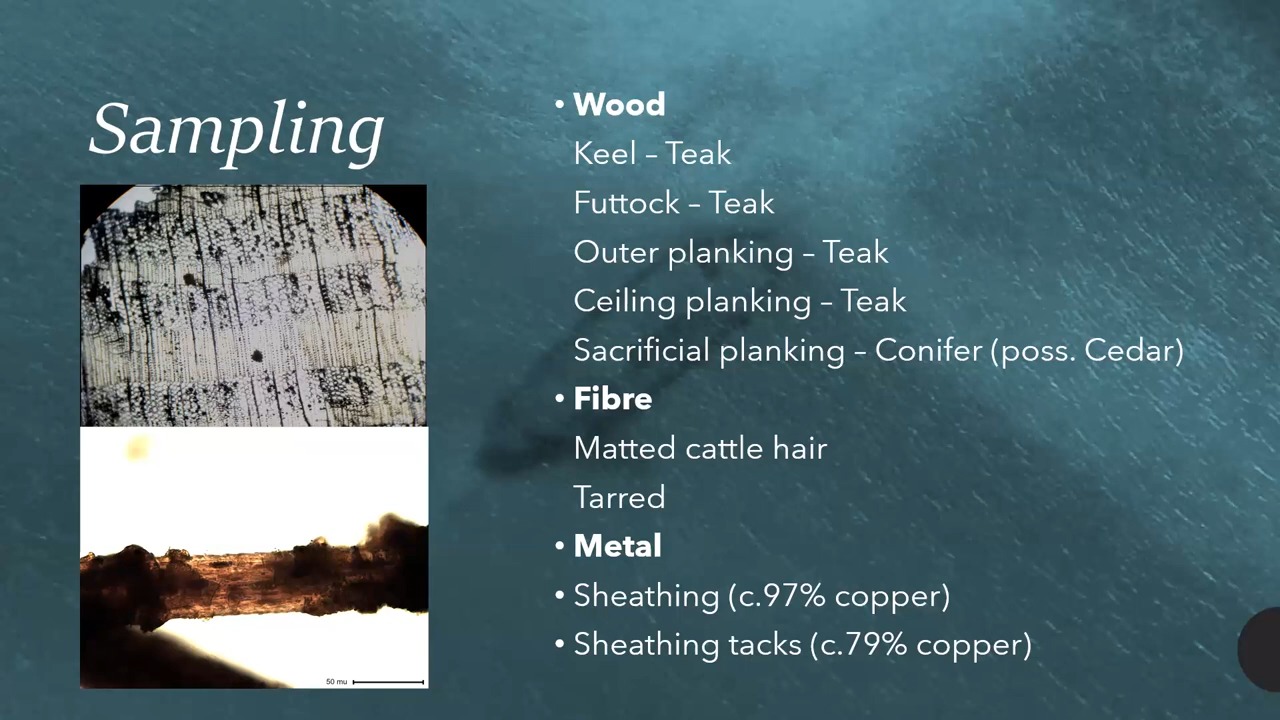 Sampling
• Wood
Keel – Teak
Futtock – Teak
Outer planking – Teak
Ceiling planking – Teak
Sacrificial planking – Conifer (poss. Cedar)
• Fibre
Matted cattle hair
Tarred
• Metal
• Sheathing (c.97% copper)
• Sheathing tacks (c.79% copper)
50 mu